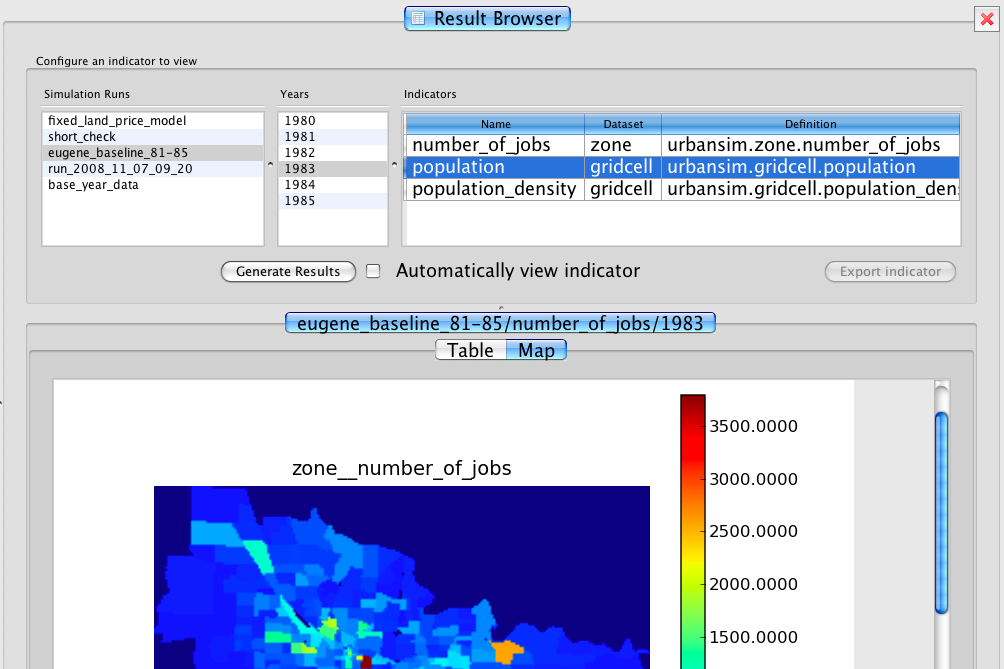 Result Browser
Configure an indicator to view
Simulation Runs
Years
Indicators
fixed_land_price_model
short_check
eugene_baseline_81-85
run_2008_11_07_09_20
base_year_data
1980
1981
1982
1983
1984
1985
Name Dataset Definition
number_of_jobs zone urbansim.zone.number_of_jobs
population gridcell urbansim.gridcell.population
population_density gridcell urbansim.gridcell.population_den
Generate Results
Automatically view indicator
Export indicator
eugene_baseline_81-85/number_of_jobs/1983
Table Map
zone__number_of_jobs
3500.0000
3000.0000
2500.0000
2000.0000
1500.0000